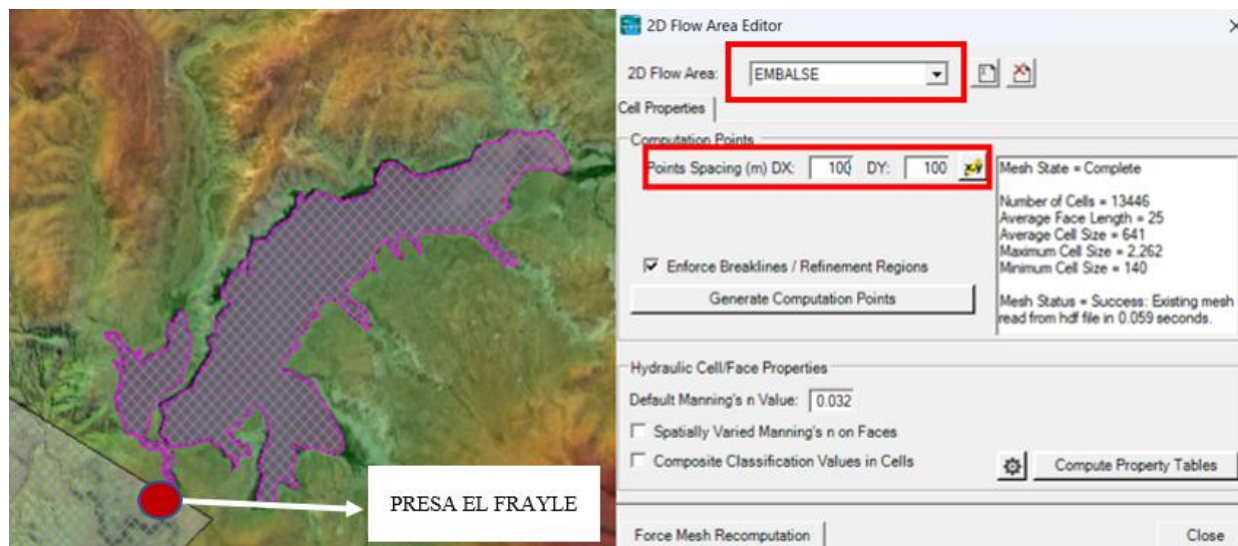 PRESA EL FRAYLE
2D Flow Area Editor
2D Flow Area: EMBALSE
Cell Properties
Computation Points
Points Spacing (m) DX: 100 DY: 100
Enforce Breaklines / Refinement Regions
Generate Computation Points
Mesh State = Complete
Number of Cells = 13446
Average Face Length = 25
Average Cell Size = 641
Maximum Cell Size = 2,262
Minimum Cell Size = 140
Mesh Status = Success: Existing mesh
read from hdf file in 0.059 seconds.
Hydraulic Cell/Face Properties
Default Manning's n Value: 0.032
Spatially Varied Manning's n on Faces
Composite Classification Values in Cells
Compute Property Tables
Force Mesh Recomputation
Close